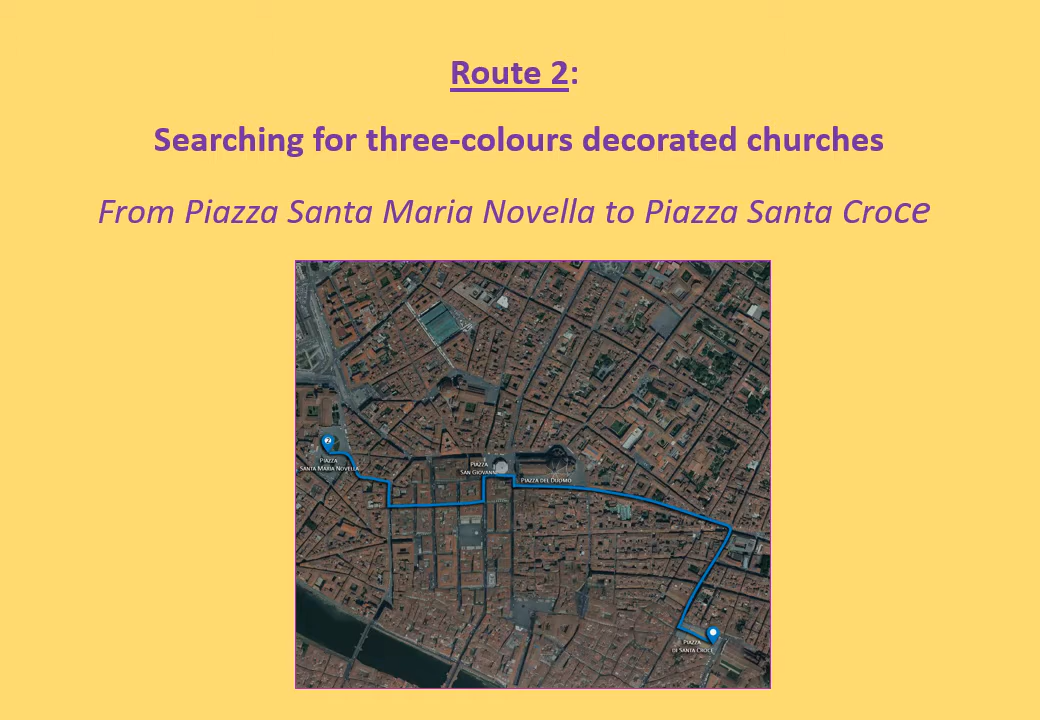 Route 2:
Searching for three-colours decorated churches
From Piazza Santa Maria Novella to Piazza Santa Croce
2
PIAZZA
SANTA MARIA NOVELLA
PIAZZA
SAN GIOVANNI
PIAZZA DEL DUOMO
PIAZZA
DI SANTA CROCE